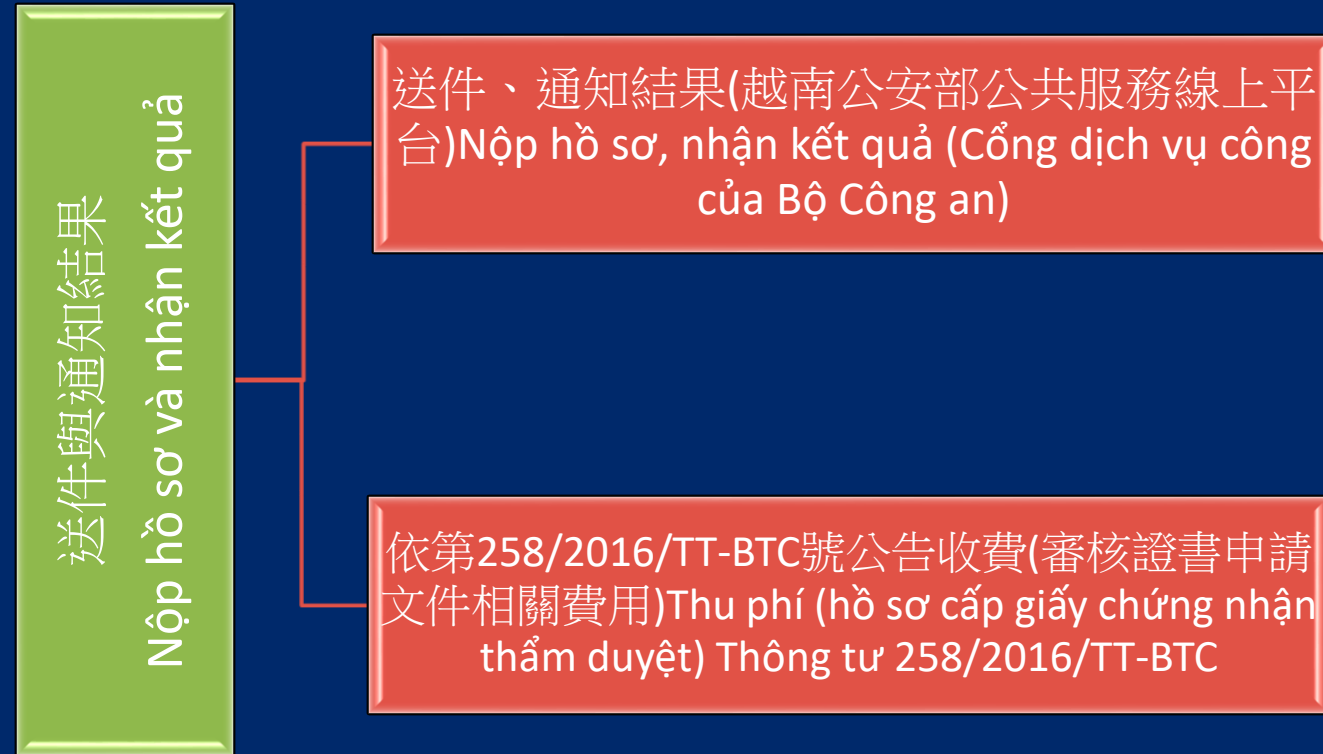 送件與通知結果
Nộp hồ sơ và nhận kết quả
送件、通知結果(越南公安部公共服務線上平
台)Nộp hồ sơ, nhận kết quả (Cổng dịch vụ công
của Bộ Công an)
依第258/2016/TT-BTC號公告收費(審核證書申請
文件相關費用)Thu phí (hồ sơ cấp giấy chứng nhận
thẩm duyệt) Thông tư 258/2016/TT-BTC